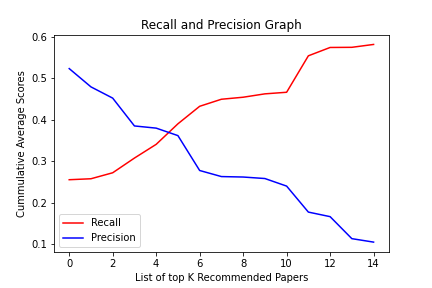 Recall and Precision Graph
0.6
0.5
0.4
0.3
0.2
0.1
Cummulative Average Scores
Recall
Precision
0 2 4 6 8 10 12 14
List of top K Recommended Papers